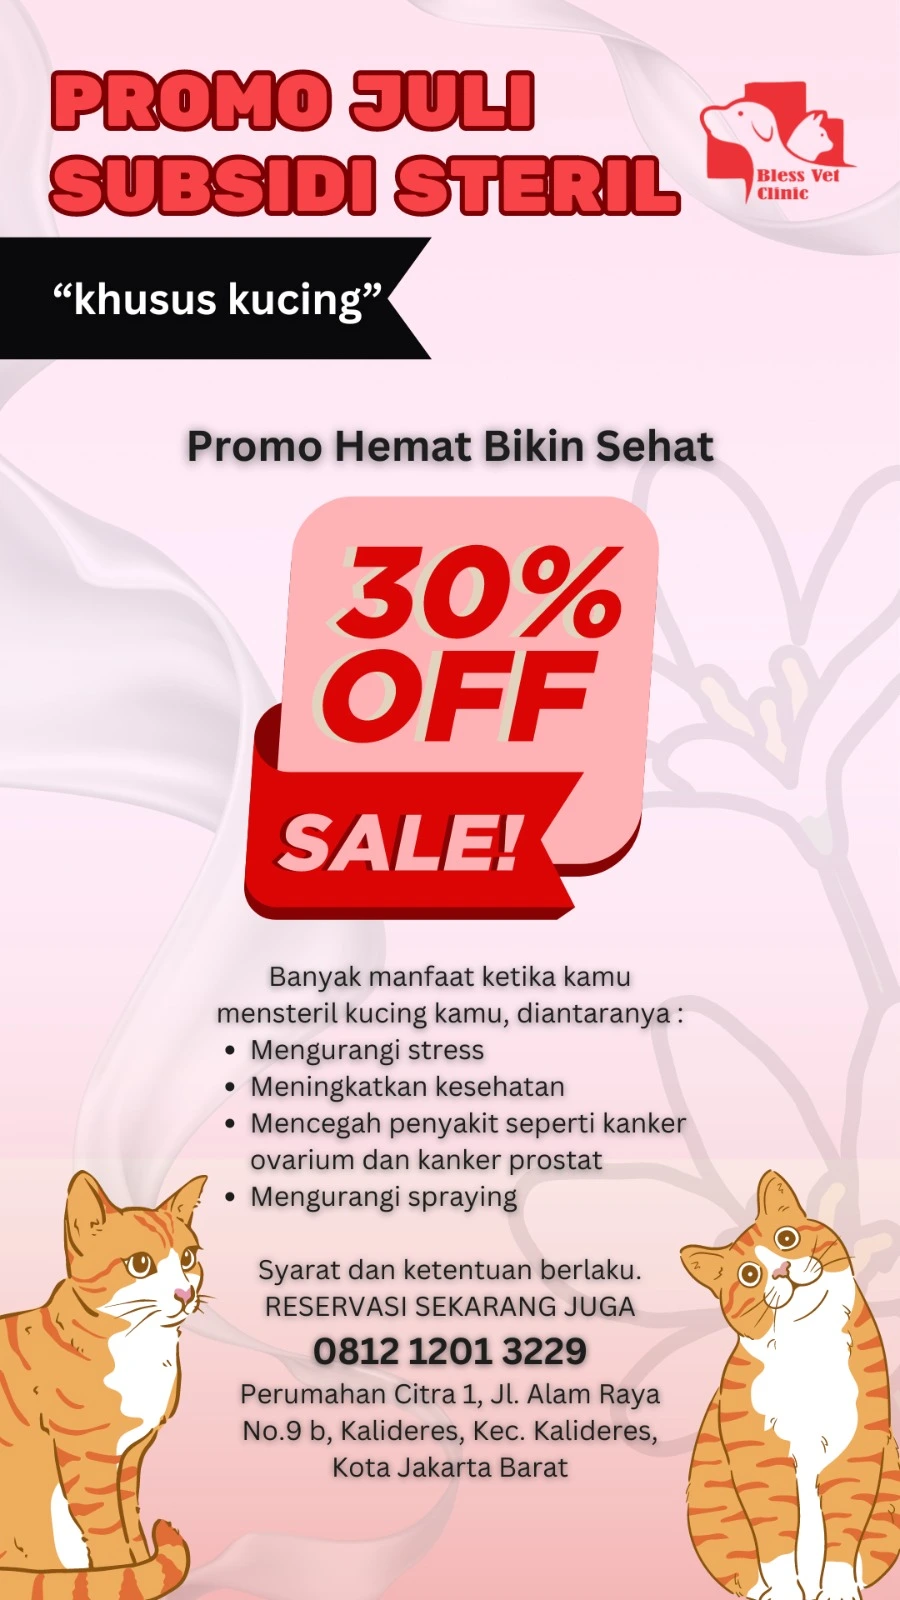 PROMO JULI
SUBSIDI STERIL
Bless Vet
Clinic
“khusus kucing”
Promo Hemat Bikin Sehat
30%
OFF
SALE!
Banyak manfaat ketika kamu
mensteril kucing kamu, diantaranya :
• Mengurangi stress
• Meningkatkan kesehatan
• Mencegah penyakit seperti kanker
ovarium dan kanker prostat
• Mengurangi spraying
Syarat dan ketentuan berlaku.
RESERVASI SEKARANG JUGA
0812 1201 3229
Perumahan Citra 1, Jl. Alam Raya
No.9 b, Kalideres, Kec. Kalideres,
Kota Jakarta Barat